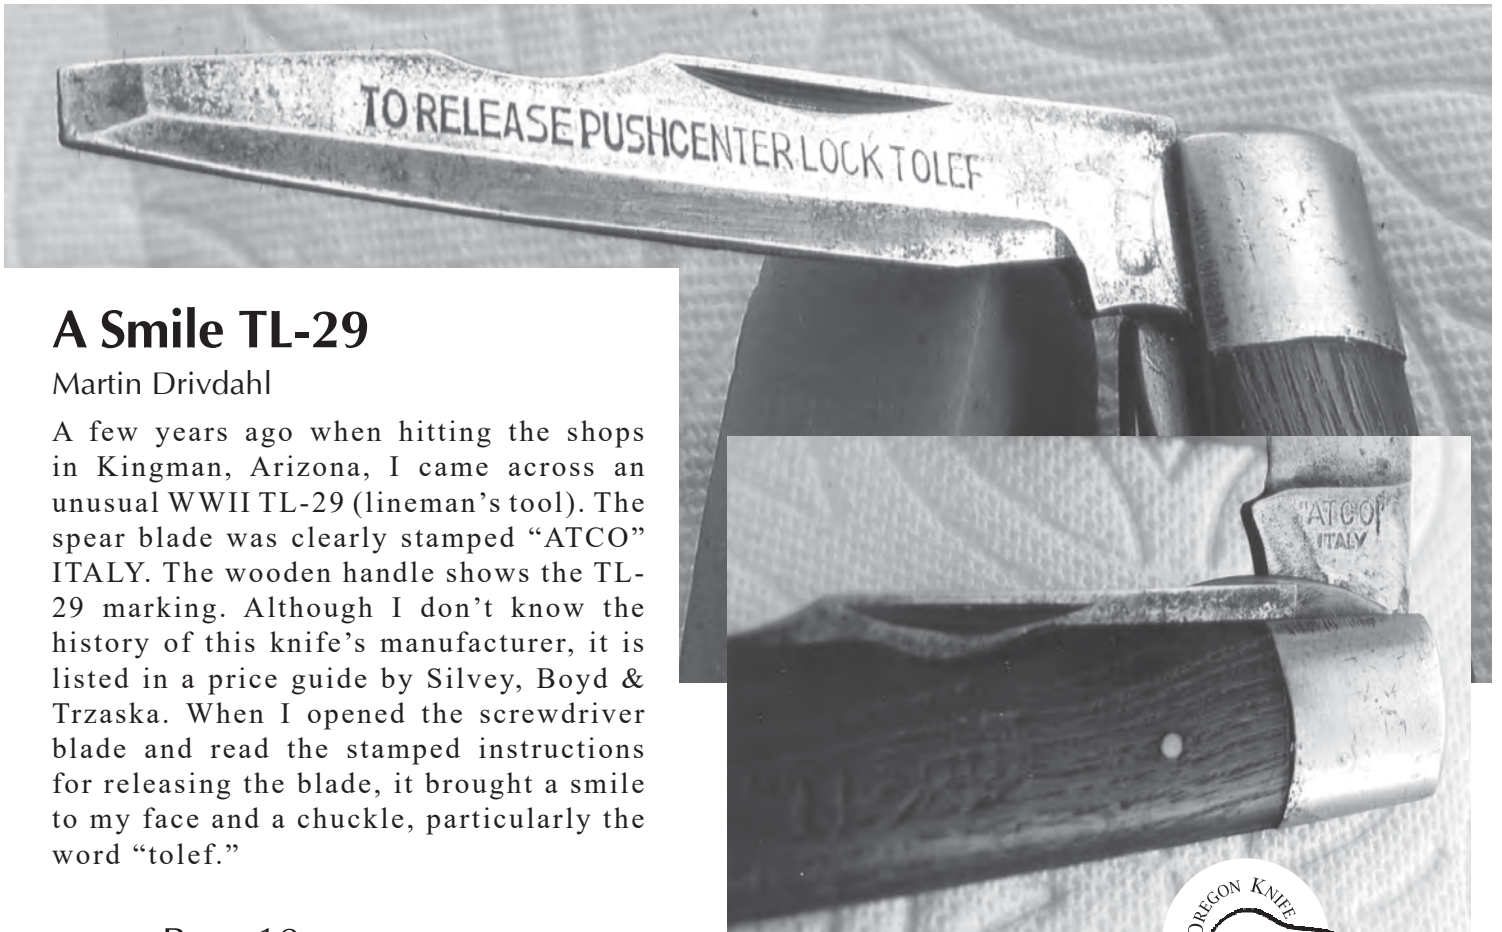 TO RELEASE PUSHCENTER LOCK TOLEF
A Smile TL-29
Martin Drivdahl
A few years ago when hitting the shops
in Kingman, Arizona, I came across an
unusual WWII TL-29 (lineman's tool). The
spear blade was clearly stamped “ATCO”
ITALY. The wooden handle shows the TL-
29 marking. Although I don't know the
history of this knife's manufacturer, it is
listed in a price guide by Silvey, Boyd &
Trzaska. When I opened the screwdriver
blade and read the stamped instructions
for releasing the blade, it brought a smile
to my face and a chuckle, particularly the
word “tolef.”
"ATCO"
ITALY
OREGON KNIFE